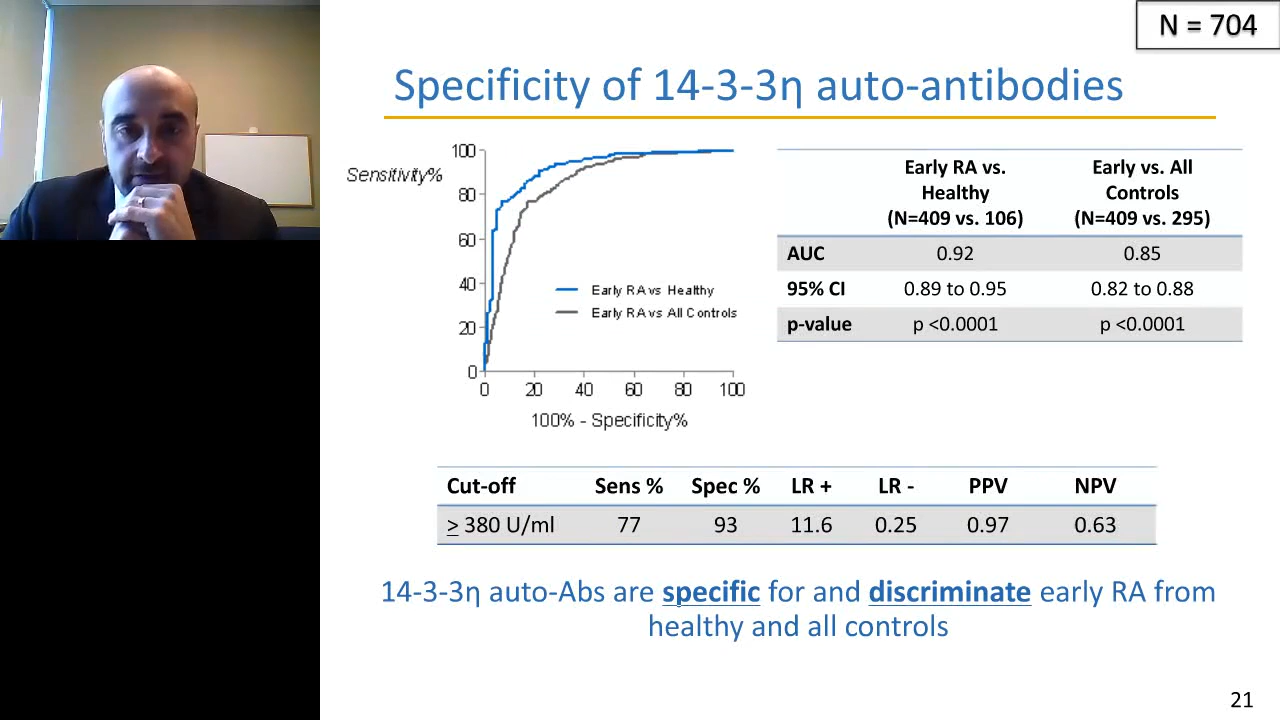 N = 704
Specificity of 14-3-3η auto-antibodies
Sensitivity%
100
80
60
40
20
0
0 20 40 60 80 100
100% - Specificity%
Early RA vs Healthy
Early RA vs All Controls
Early RA vs. Healthy (N=409 vs. 106) Early vs. All Controls (N=409 vs. 295)
AUC 0.92 0.85
95% CI 0.89 to 0.95 0.82 to 0.88
p-value p <0.0001 p <0.0001
Cut-off Sens % Spec % LR + LR - PPV NPV
≥ 380 U/ml 77 93 11.6 0.25 0.97 0.63
14-3-3η auto-Abs are specific for and discriminate early RA from
healthy and all controls
21